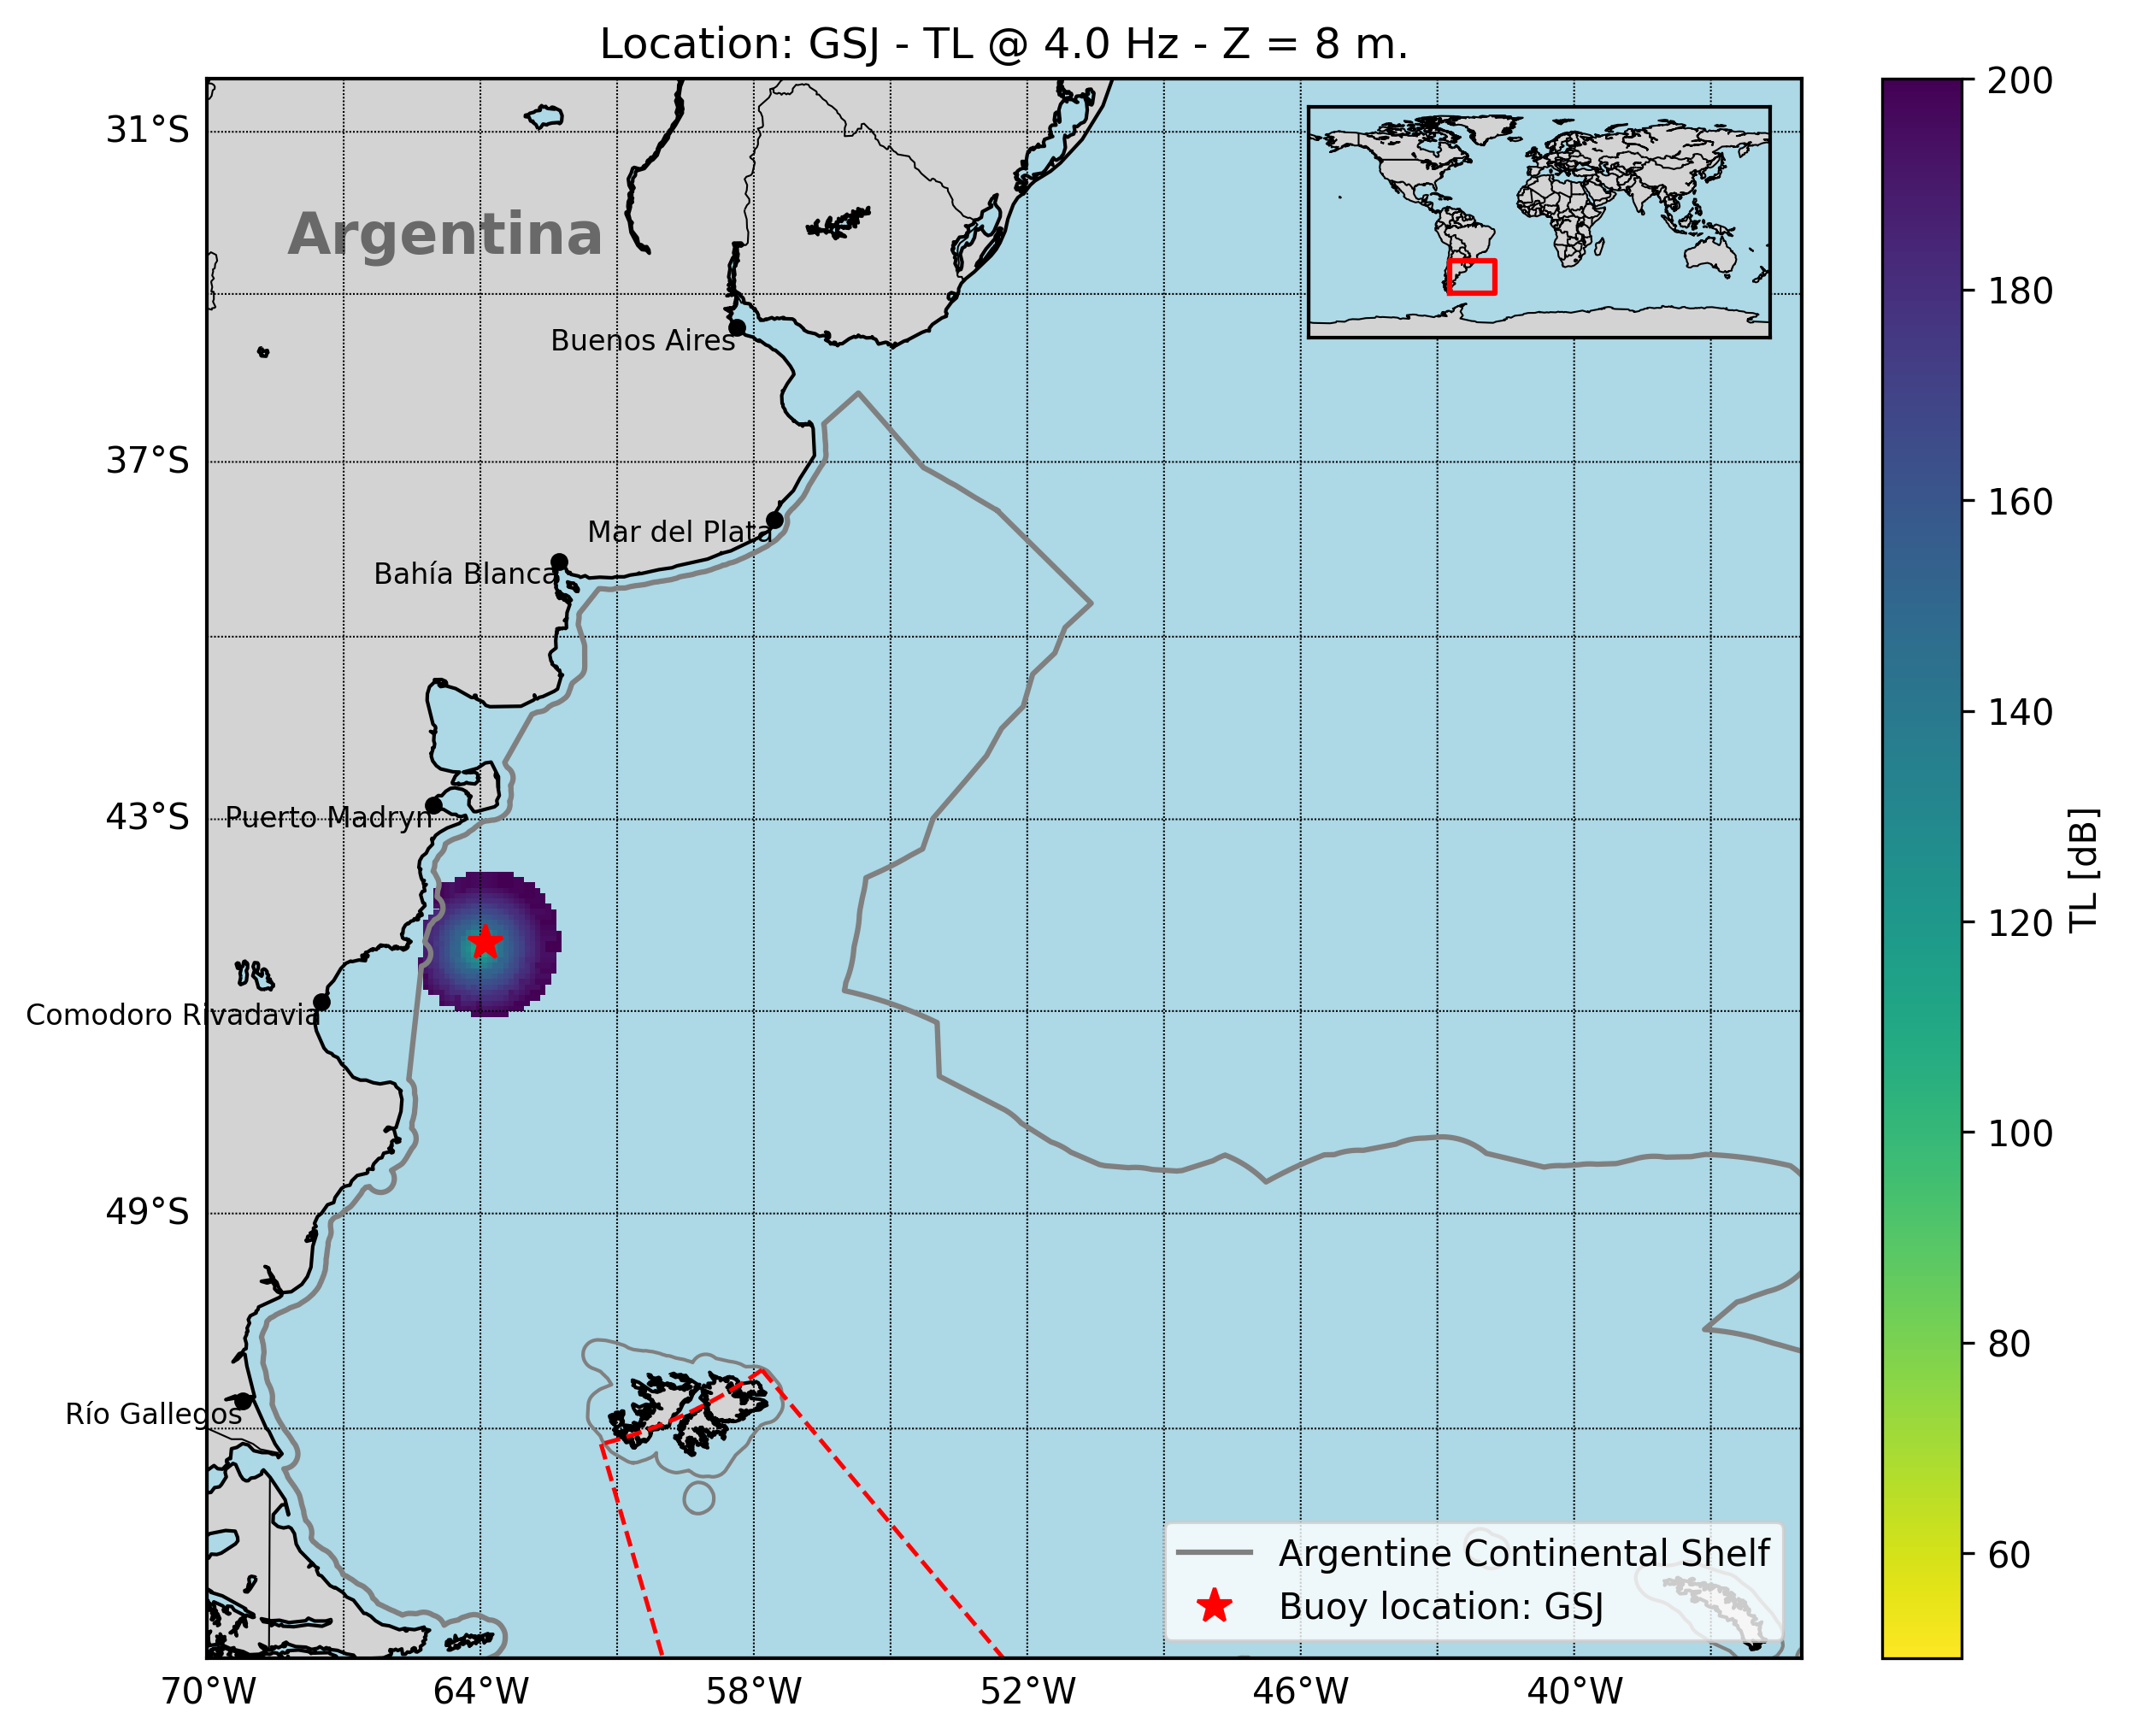 Location: GSJ - TL @ 4.0 Hz - Z = 8 m.
31°S
37°S
43°S
49°S
Argentina
Buenos Aires
Mar del Plata
Bahía Blanca
Puerto Madryn
Comodoro Rivadavia
Río Gallegos
Argentine Continental Shelf
Buoy location: GSJ
70°W
64°W
58°W
52°W
46°W
40°W
200
180
160
140
120
100
80
60
TL [dB]